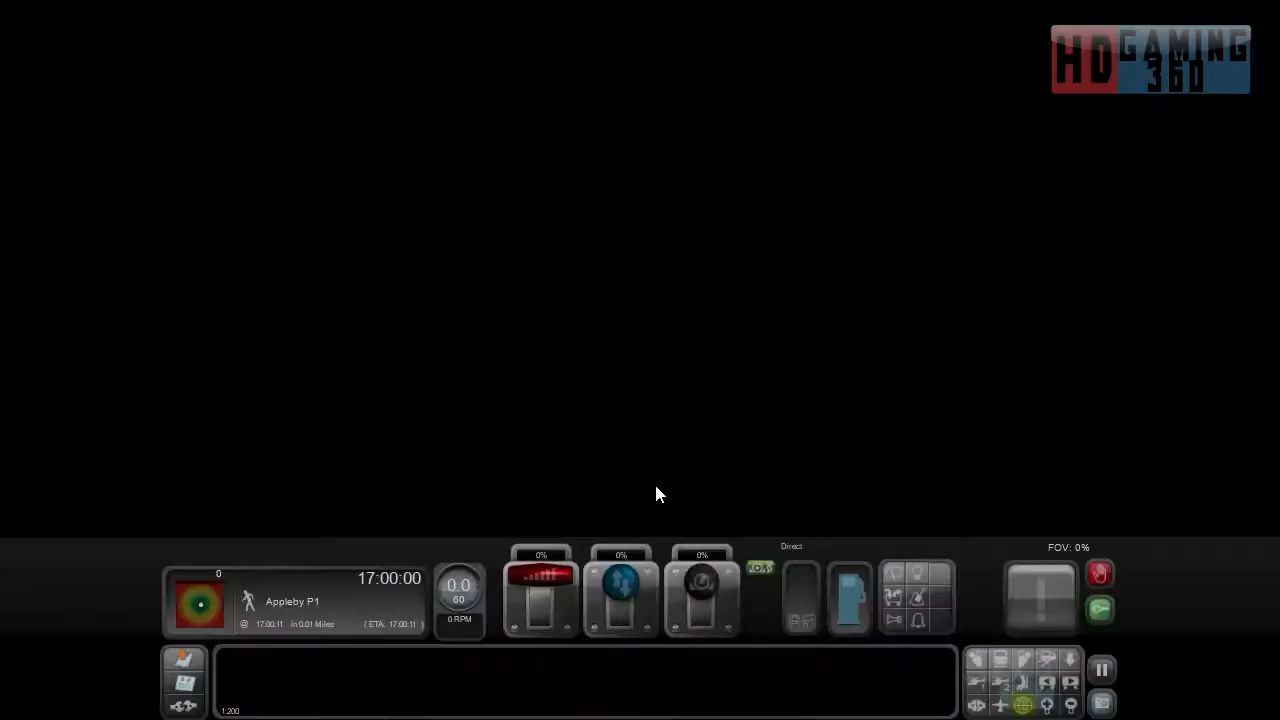 HD GAMING
360
Direct
FOV: 0%
0% 0% 0%
0
17:00:00
Appleby P1
@ 17:00:11 in 0.01 Miles ( ETA: 17:00:11 )
0.0
60
0 RPM
1:200